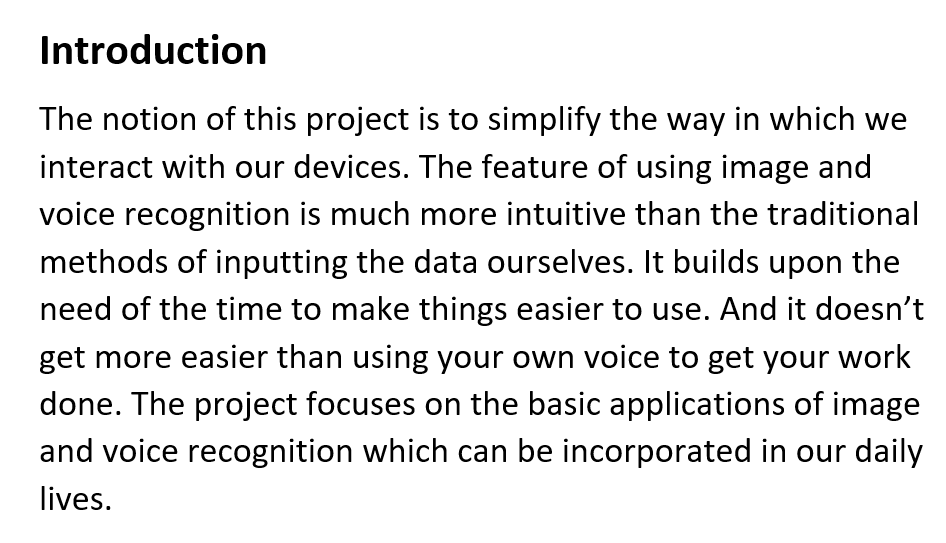 Introduction
The notion of this project is to simplify the way in which we
interact with our devices. The feature of using image and
voice recognition is much more intuitive than the traditional
methods of inputting the data ourselves. It builds upon the
need of the time to make things easier to use. And it doesn’t
get more easier than using your own voice to get your work
done. The project focuses on the basic applications of image
and voice recognition which can be incorporated in our daily
lives.